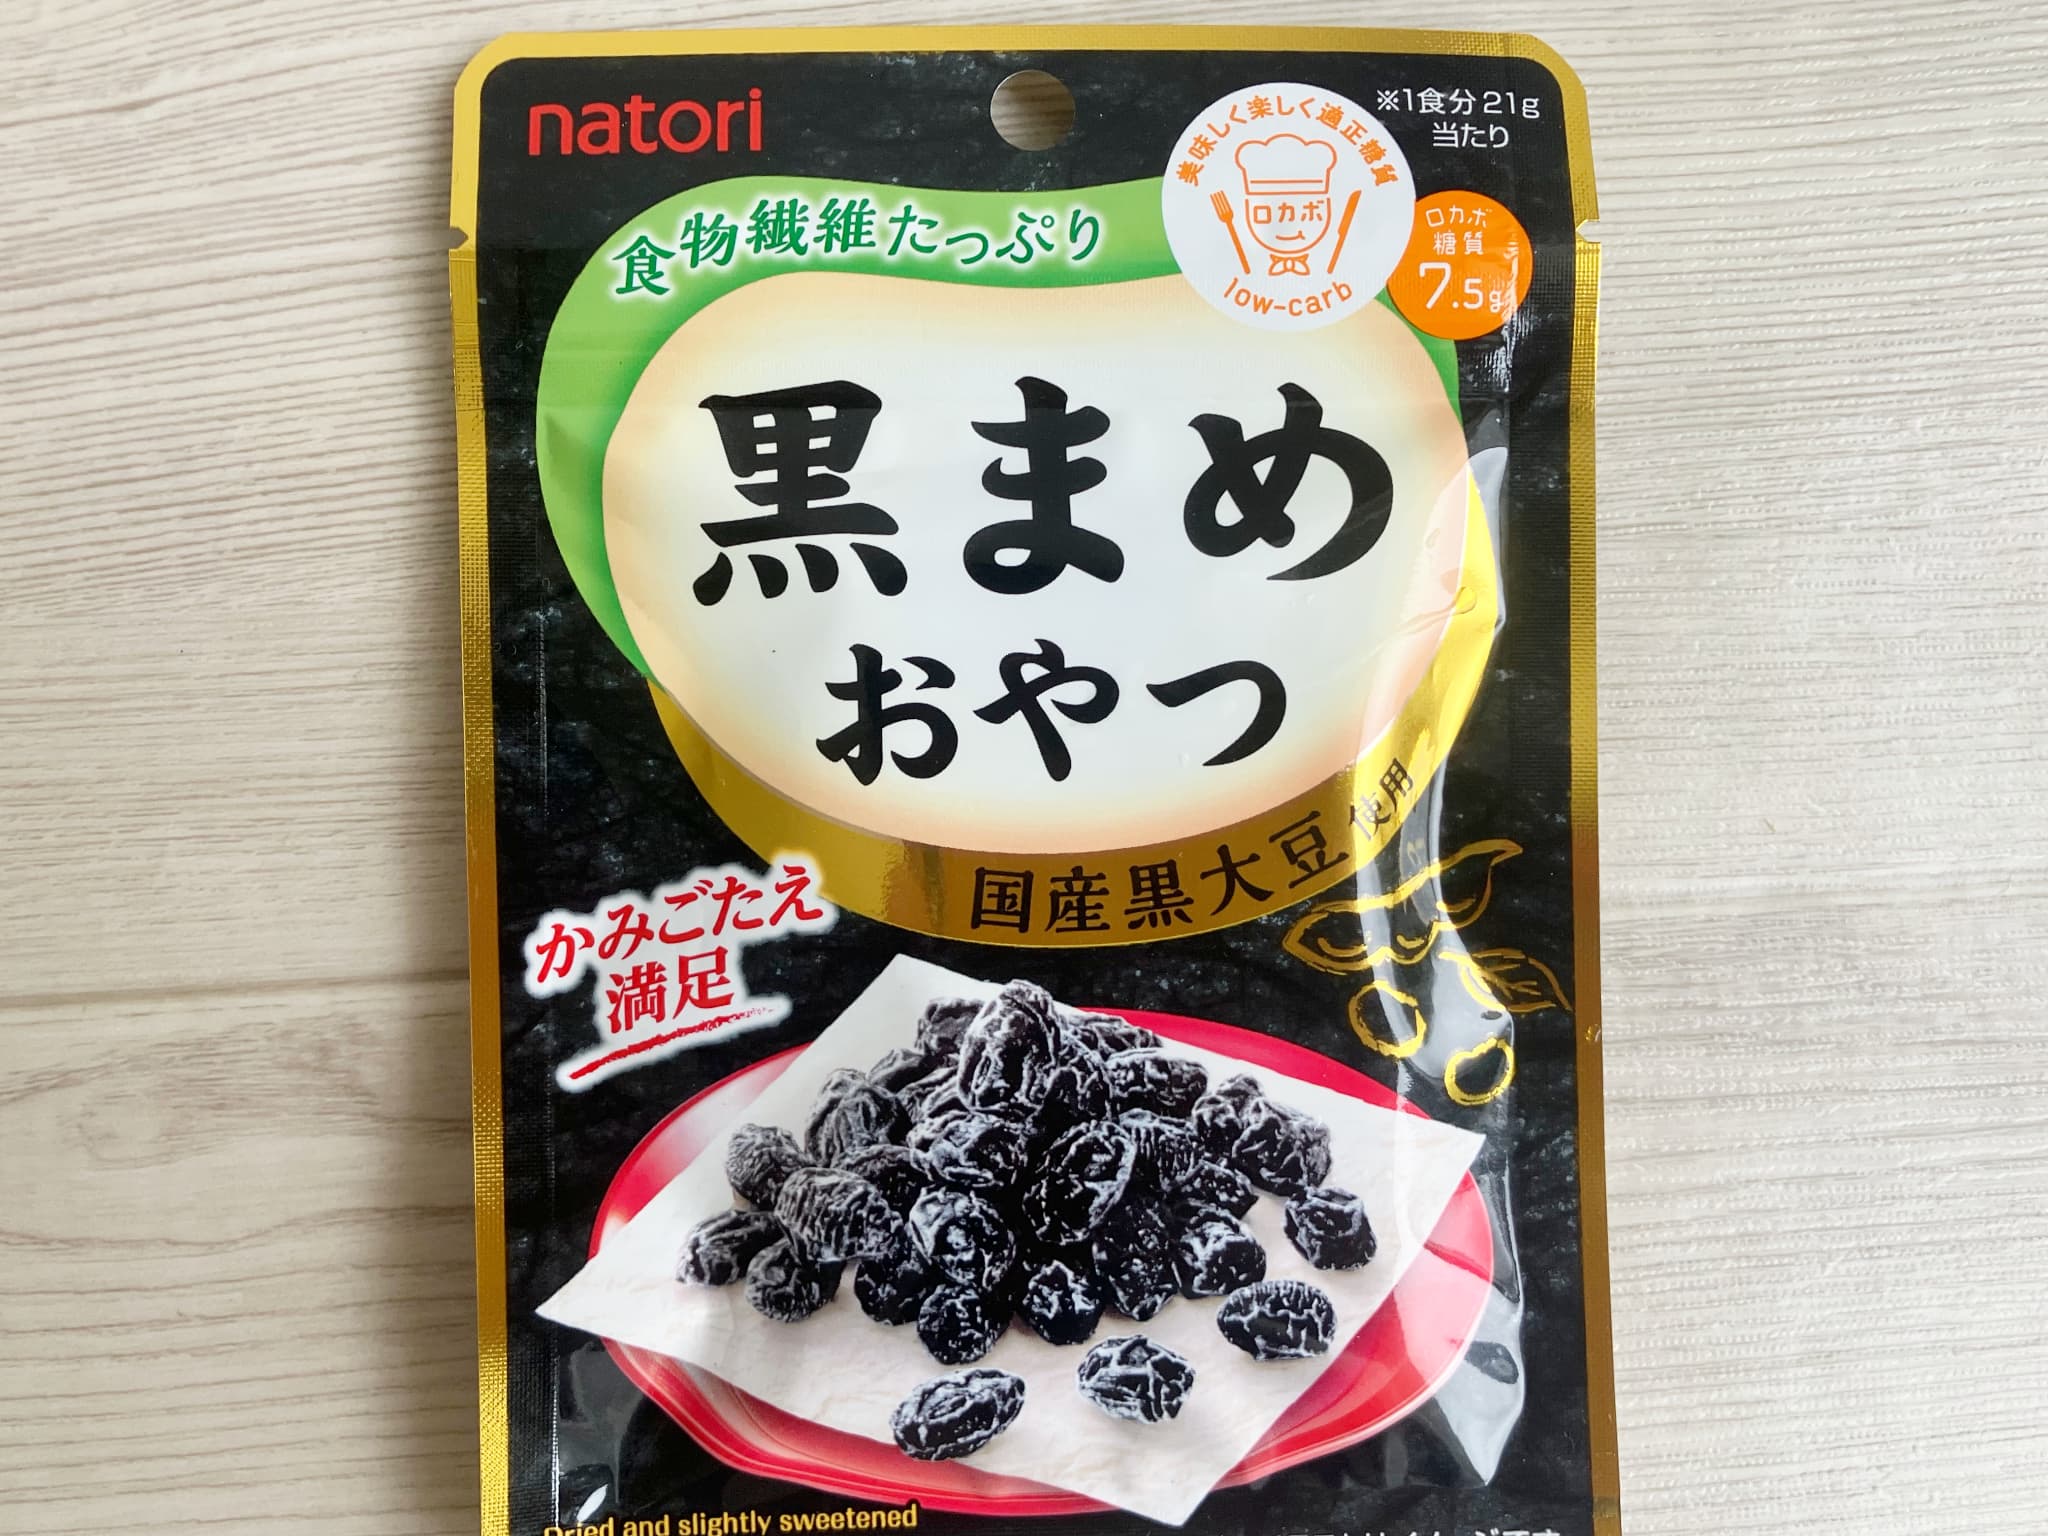 natori
※1食分21g
当たり
美味しく楽しく適正糖質
ロカボ
low-carb
ロカボ
糖質
7.5g
食物繊維たっぷり
黒まめ
おやつ
国産黒大豆使用
かみごたえ
満足
Dried and slightly sweetened